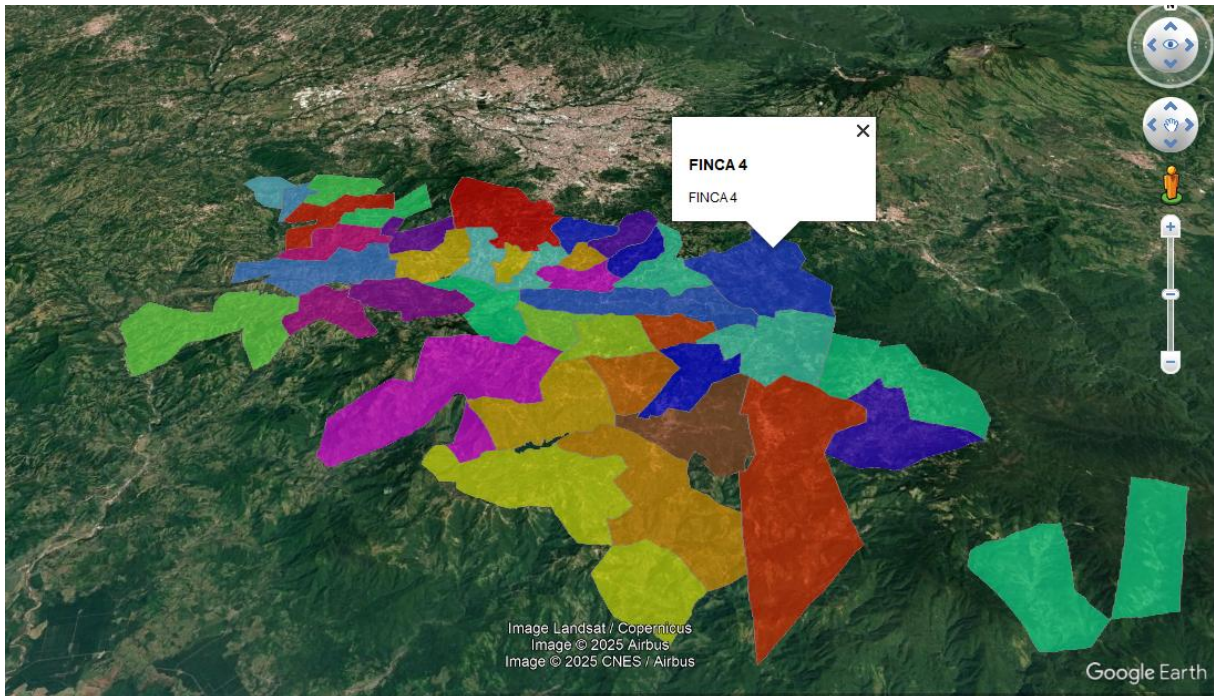 N
FINCA 4
FINCA 4
Image Landsat / Copernicus
Image © 2025 Airbus
Image © 2025 CNES / Airbus
Google Earth